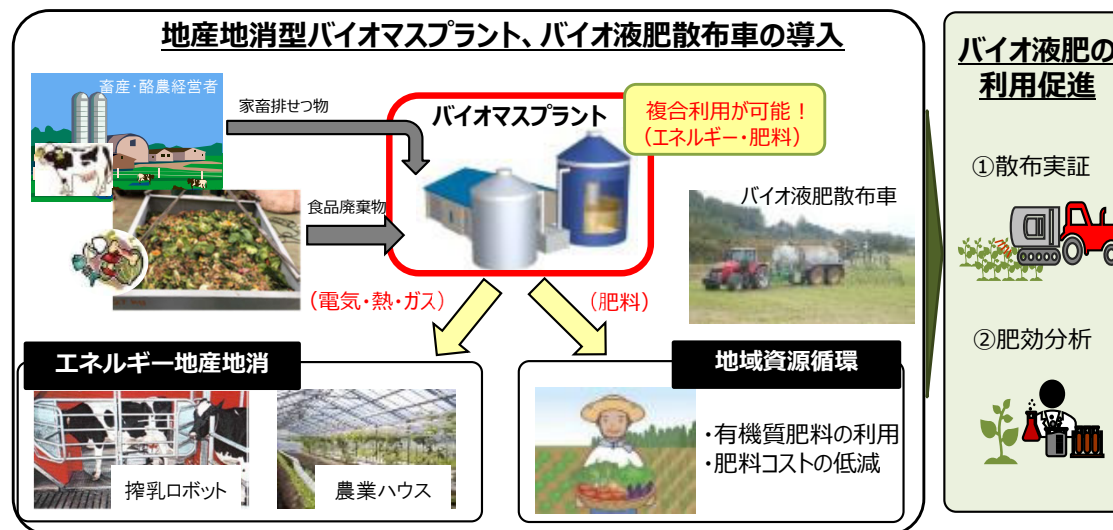 地産地消型バイオマスプラント、バイオ液肥散布車の導入
畜産・酪農経営者
家畜排せつ物
バイオマスプラント
複合利用が可能！
（エネルギー・肥料）
食品廃棄物
バイオ液肥散布車
（電気・熱・ガス）
（肥料）
エネルギー地産地消
搾乳ロボット
農業ハウス
地域資源循環
・有機質肥料の利用
・肥料コストの低減
バイオ液肥の
利用促進
①散布実証
②肥効分析